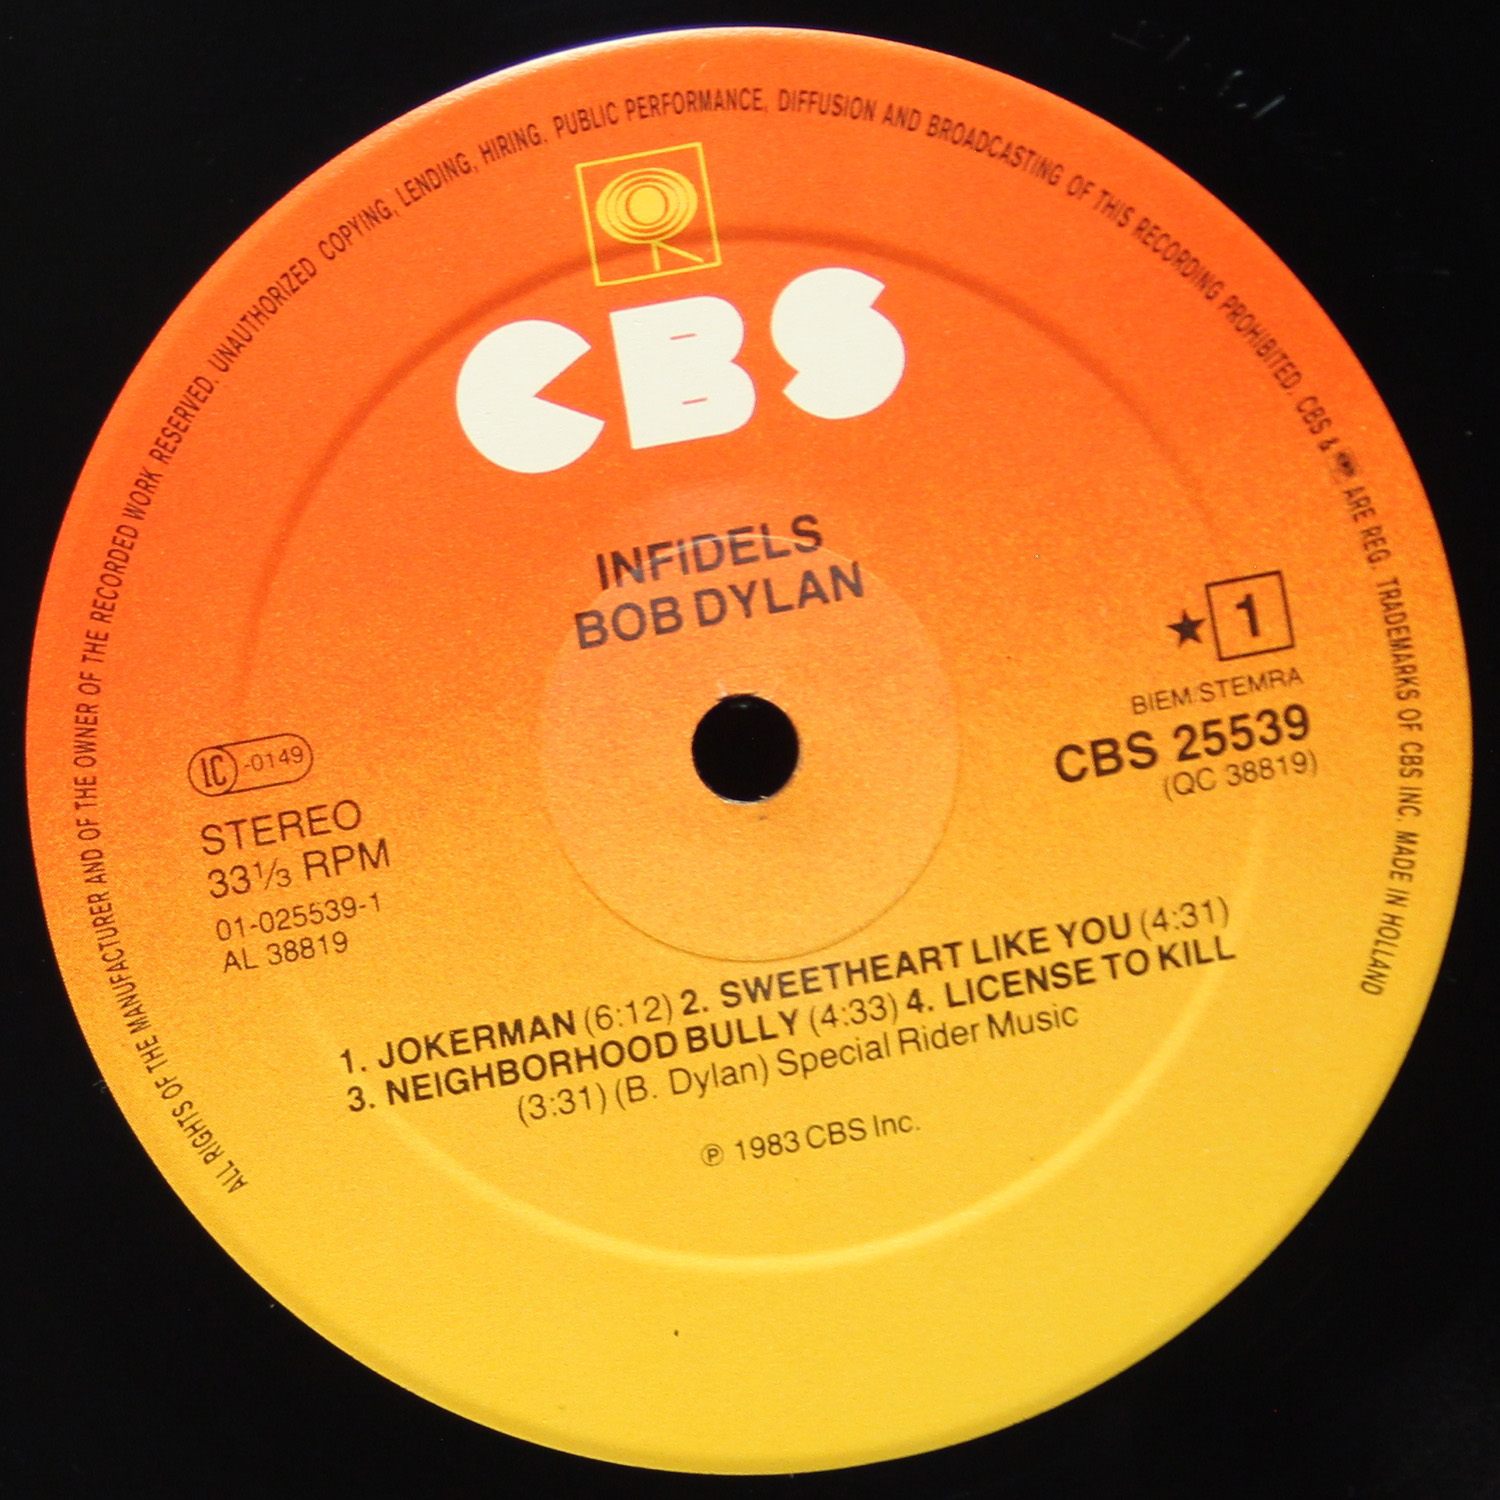 ALL RIGHTS OF THE MANUFACTURER AND OF THE OWNER OF THE RECORDED WORK RESERVED. UNAUTHORIZED COPYING, LENDING, HIRING. PUBLIC PERFORMANCE, DIFFUSION AND BROADCASTING OF THIS RECORDING PROHIBITED. CBS & ARE REG. TRADEMARKS OF CBS INC. MADE IN HOLLAND
CBS
INFIDELS
BOB DYLAN
★ 1
BIEM/STEMRA
CBS 25539
(QC 38819)
LC -0149
STEREO
33⅓ RPM
01-025539-1
AL 38819
1. JOKERMAN (6:12) 2. SWEETHEART LIKE YOU (4:31)
3. NEIGHBORHOOD BULLY (4:33) 4. LICENSE TO KILL
(3:31) (B. Dylan) Special Rider Music
℗ 1983 CBS Inc.